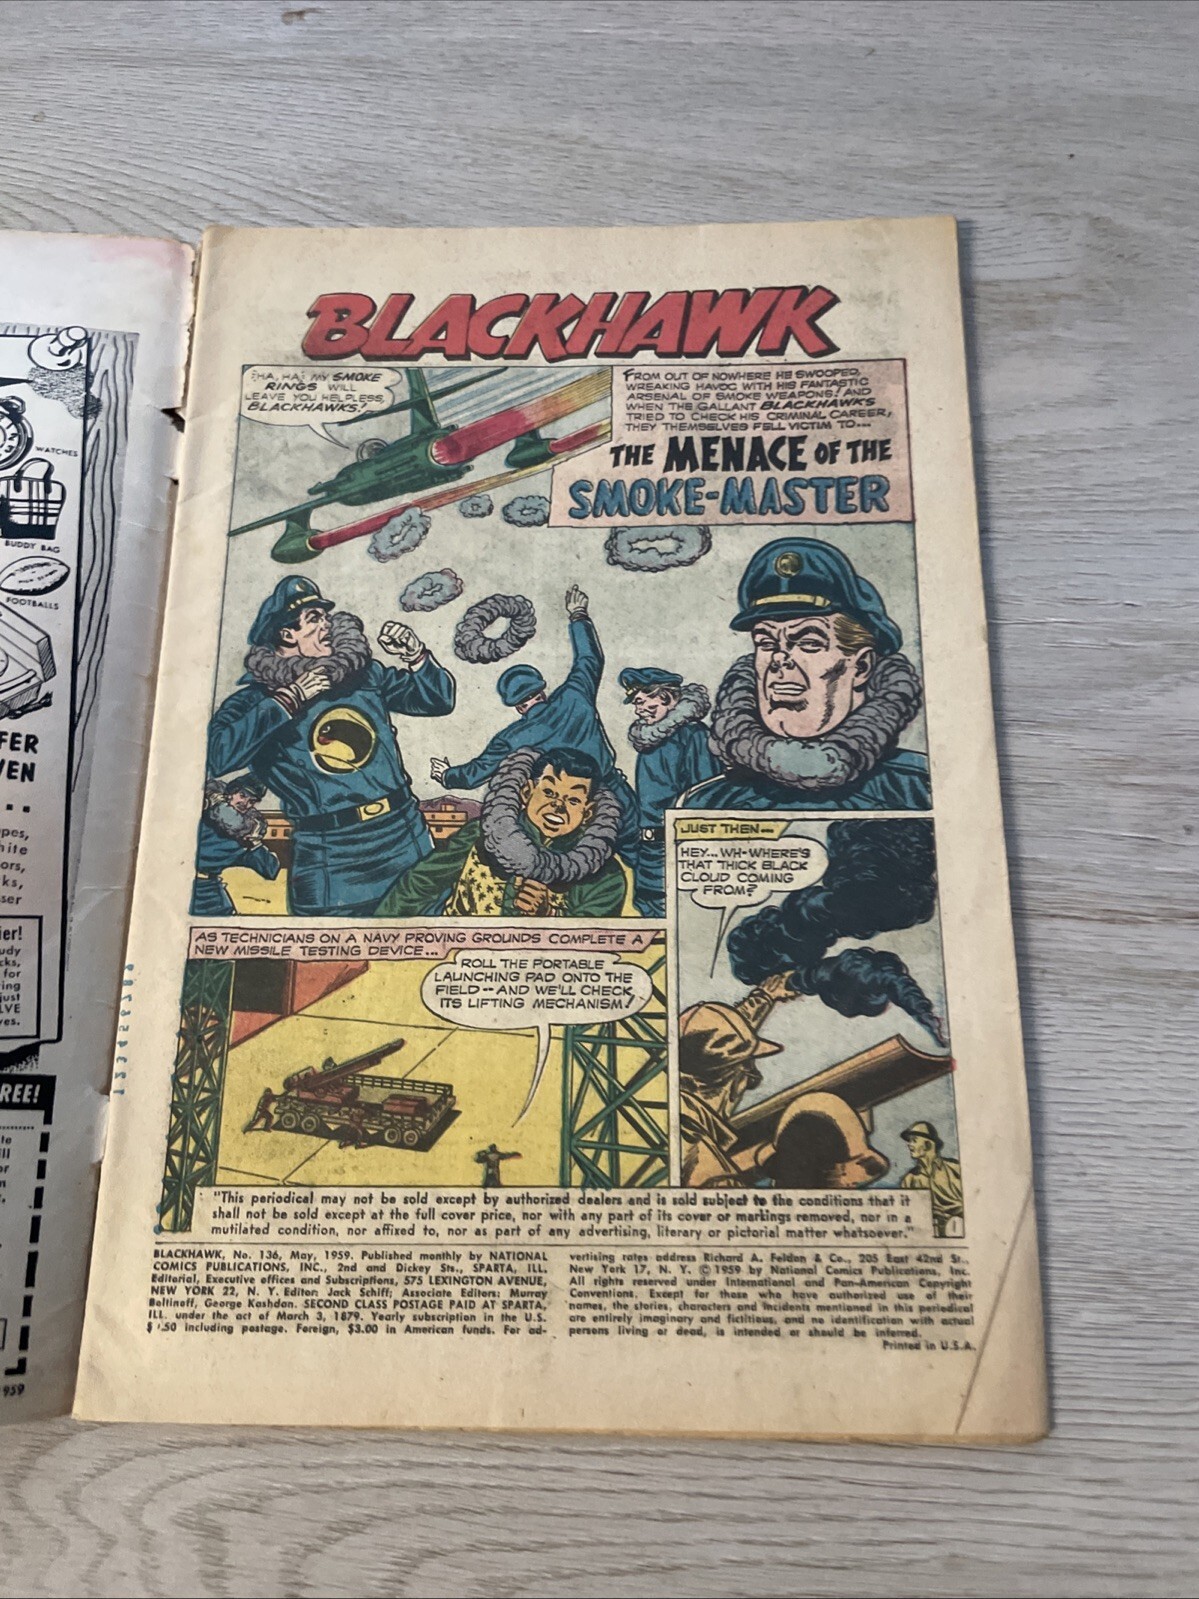 WATCHES
BUDDY BAG
FOOTBALLS
REE!
BLACKHAWK
"HA, HA! MY SMOKE
RINGS WILL
LEAVE YOU HELPLESS,
BLACKHAWKS!
FROM OUT OF NOWHERE HE SWOOPED,
WREAKING HAVOC WITH HIS FANTASTIC
ARSENAL OF SMOKE WEAPONS! AND
WHEN THE GALLANT BLACKHAWKS
TRIED TO CHECK HIS CRIMINAL CAREER,
THEY THEMSELVES FELL VICTIM TO...
THE MENACE OF THE
SMOKE-MASTER
AS TECHNICIANS ON A NAVY PROVING GROUNDS COMPLETE A
NEW MISSILE TESTING DEVICE...
ROLL THE PORTABLE
LAUNCHING PAD ONTO THE
FIELD -- AND WE'LL CHECK
ITS LIFTING MECHANISM!
JUST THEN...
HEY... WH-WHERE'S
THAT THICK BLACK
CLOUD COMING
FROM?
"This periodical may not be sold except by authorized dealers and is sold subject to the conditions that it
shall not be sold except at the full cover price, nor with any part of its cover or markings removed, nor in a
mutilated condition, nor affixed to, nor as part of any advertising, literary or pictorial matter whatsoever."
1
BLACKHAWK, No. 136, May, 1959. Published monthly by NATIONAL
COMICS PUBLICATIONS, INC., 2nd and Dickey Sts., SPARTA, ILL.
Editorial, Executive offices and Subscriptions, 575 LEXINGTON AVENUE,
NEW YORK 22, N. Y. Editor: Jack Schiff; Associate Editors: Murray
Boltinoff, George Kashdan. SECOND CLASS POSTAGE PAID AT SPARTA,
ILL. under the act of March 3, 1879. Yearly subscription in the U.S.
$ .50 including postage. Foreign, $3.00 in American funds. For ad-
vertising rates address Richard A. Feldon & Co., 205 East 42nd St.,
New York 17, N. Y. © 1959 by National Comics Publications, Inc.
All rights reserved under International and Pan-American Copyright
Conventions. Except for those who have authorized use of their
names, the stories, characters and incidents mentioned in this periodical
are entirely imaginary and fictitious, and no identification with actual
persons living or dead, is intended or should be inferred.
Printed in U.S.A.